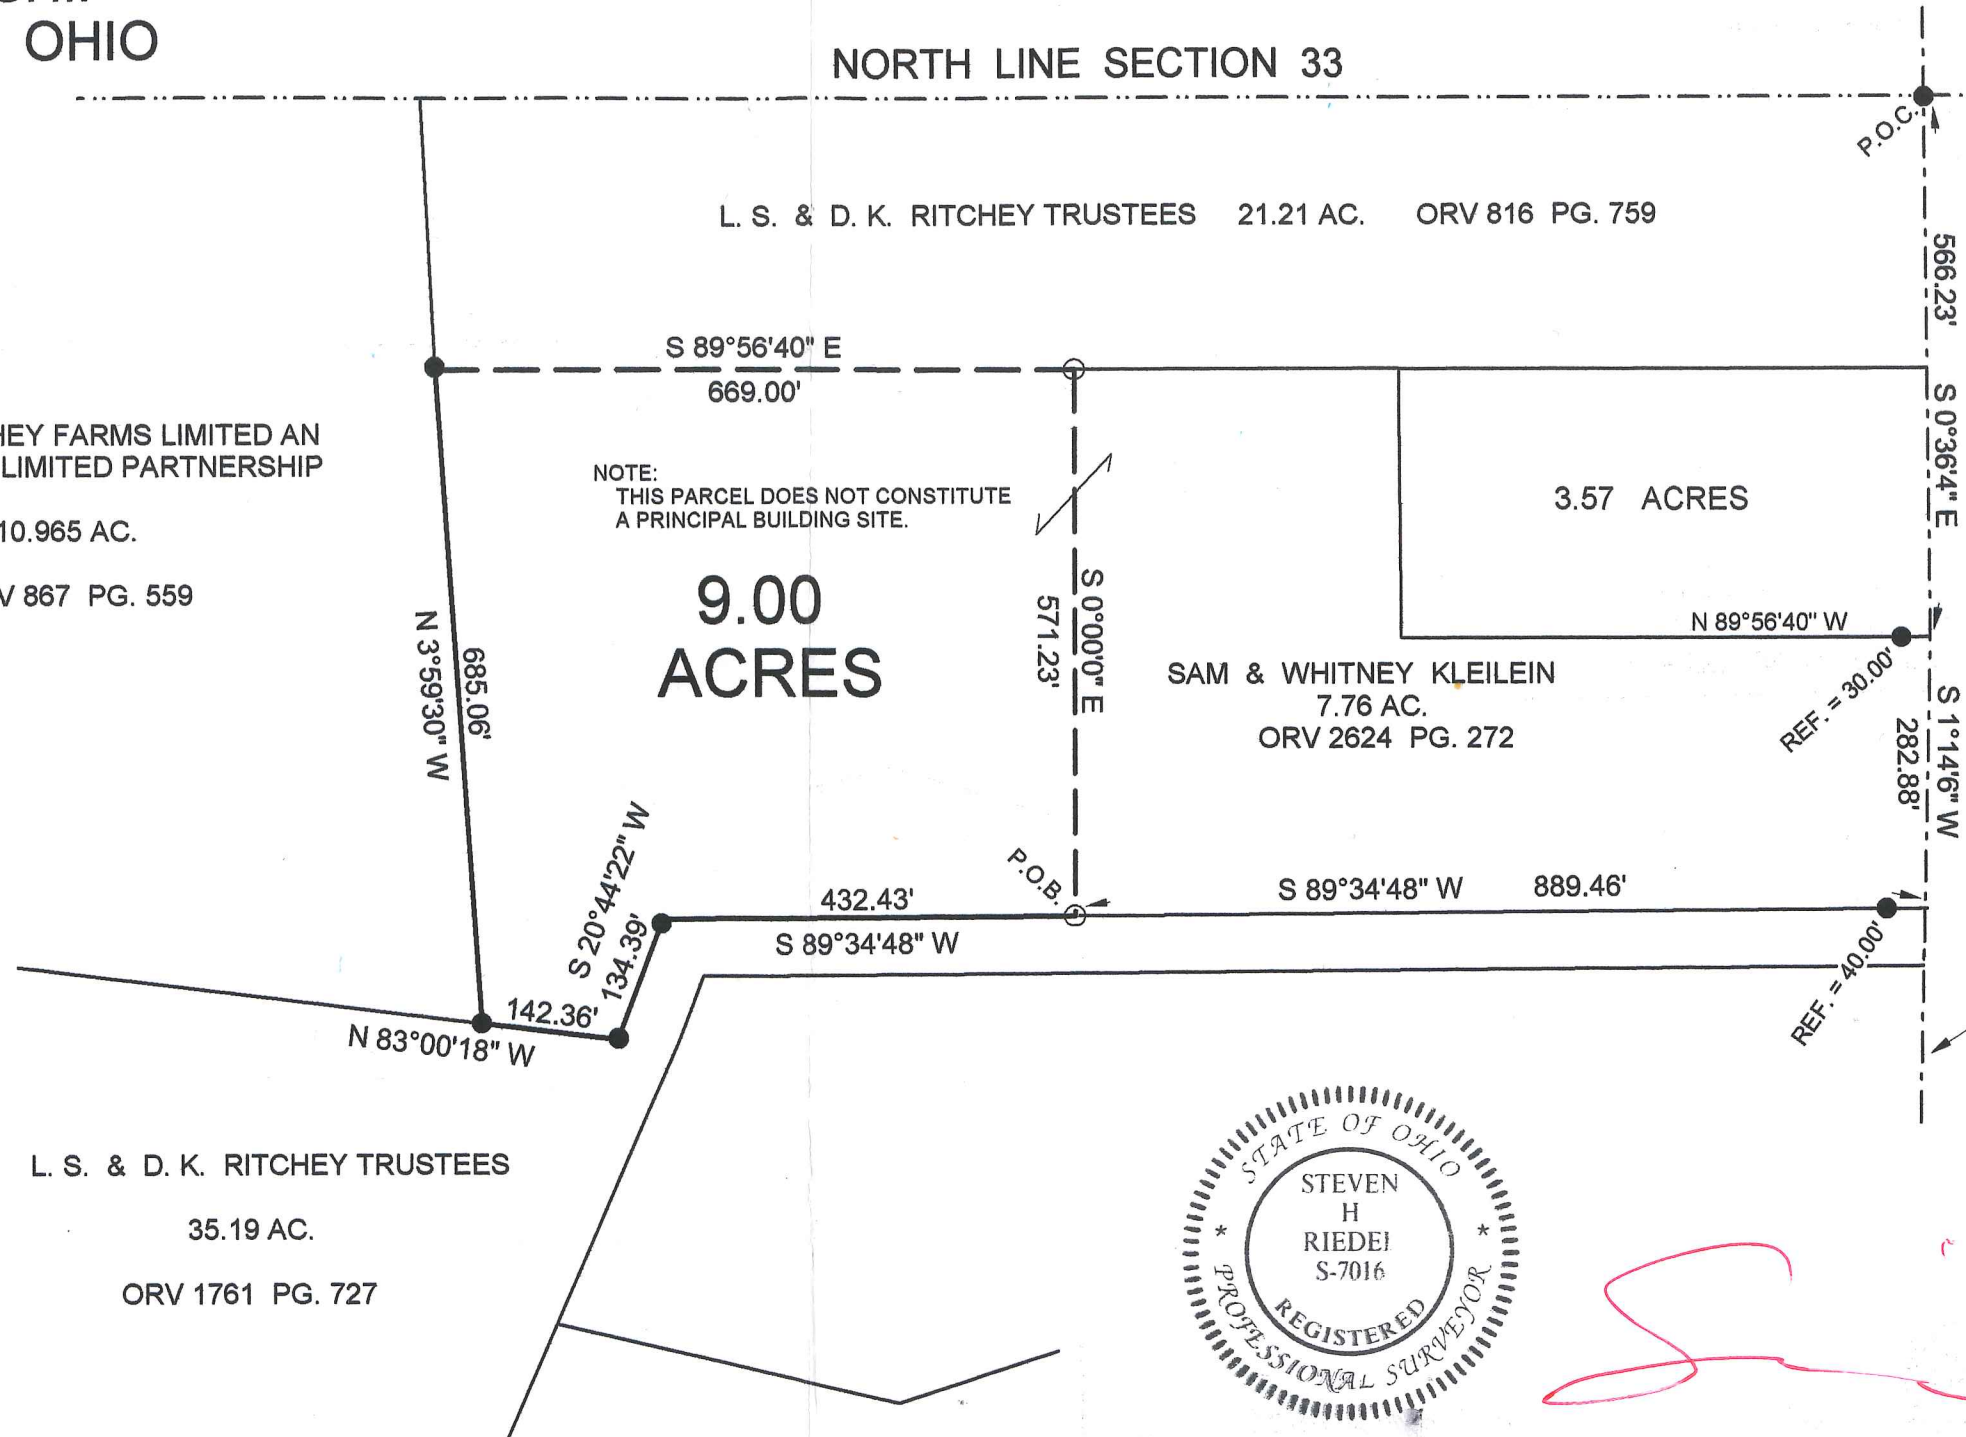 OHIO
NORTH LINE SECTION 33
P.O.C.
L. S. & D. K. RITCHEY TRUSTEES 21.21 AC. ORV 816 PG. 759
566.23'
S 0°36'4" E
S 89°56'40" E
669.00'
HEY FARMS LIMITED AN
LIMITED PARTNERSHIP
10.965 AC.
V 867 PG. 559
NOTE:
THIS PARCEL DOES NOT CONSTITUTE
A PRINCIPAL BUILDING SITE.
9.00
ACRES
N 3°59'30" W
685.06'
S 0°00'0" E
571.23'
3.57 ACRES
N 89°56'40" W
REF. = 30.00'
SAM & WHITNEY KLEILEIN
7.76 AC.
ORV 2624 PG. 272
S 1°14'6" W
282.88'
P.O.B.
S 89°34'48" W 889.46'
REF. = 40.00'
432.43'
S 89°34'48" W
S 20°44'22" W
134.39'
142.36'
N 83°00'18" W
L. S. & D. K. RITCHEY TRUSTEES
35.19 AC.
ORV 1761 PG. 727
STATE OF OHIO
STEVEN
H
RIEDEL
S-7016
REGISTERED
* PROFESSIONAL SURVEYOR *